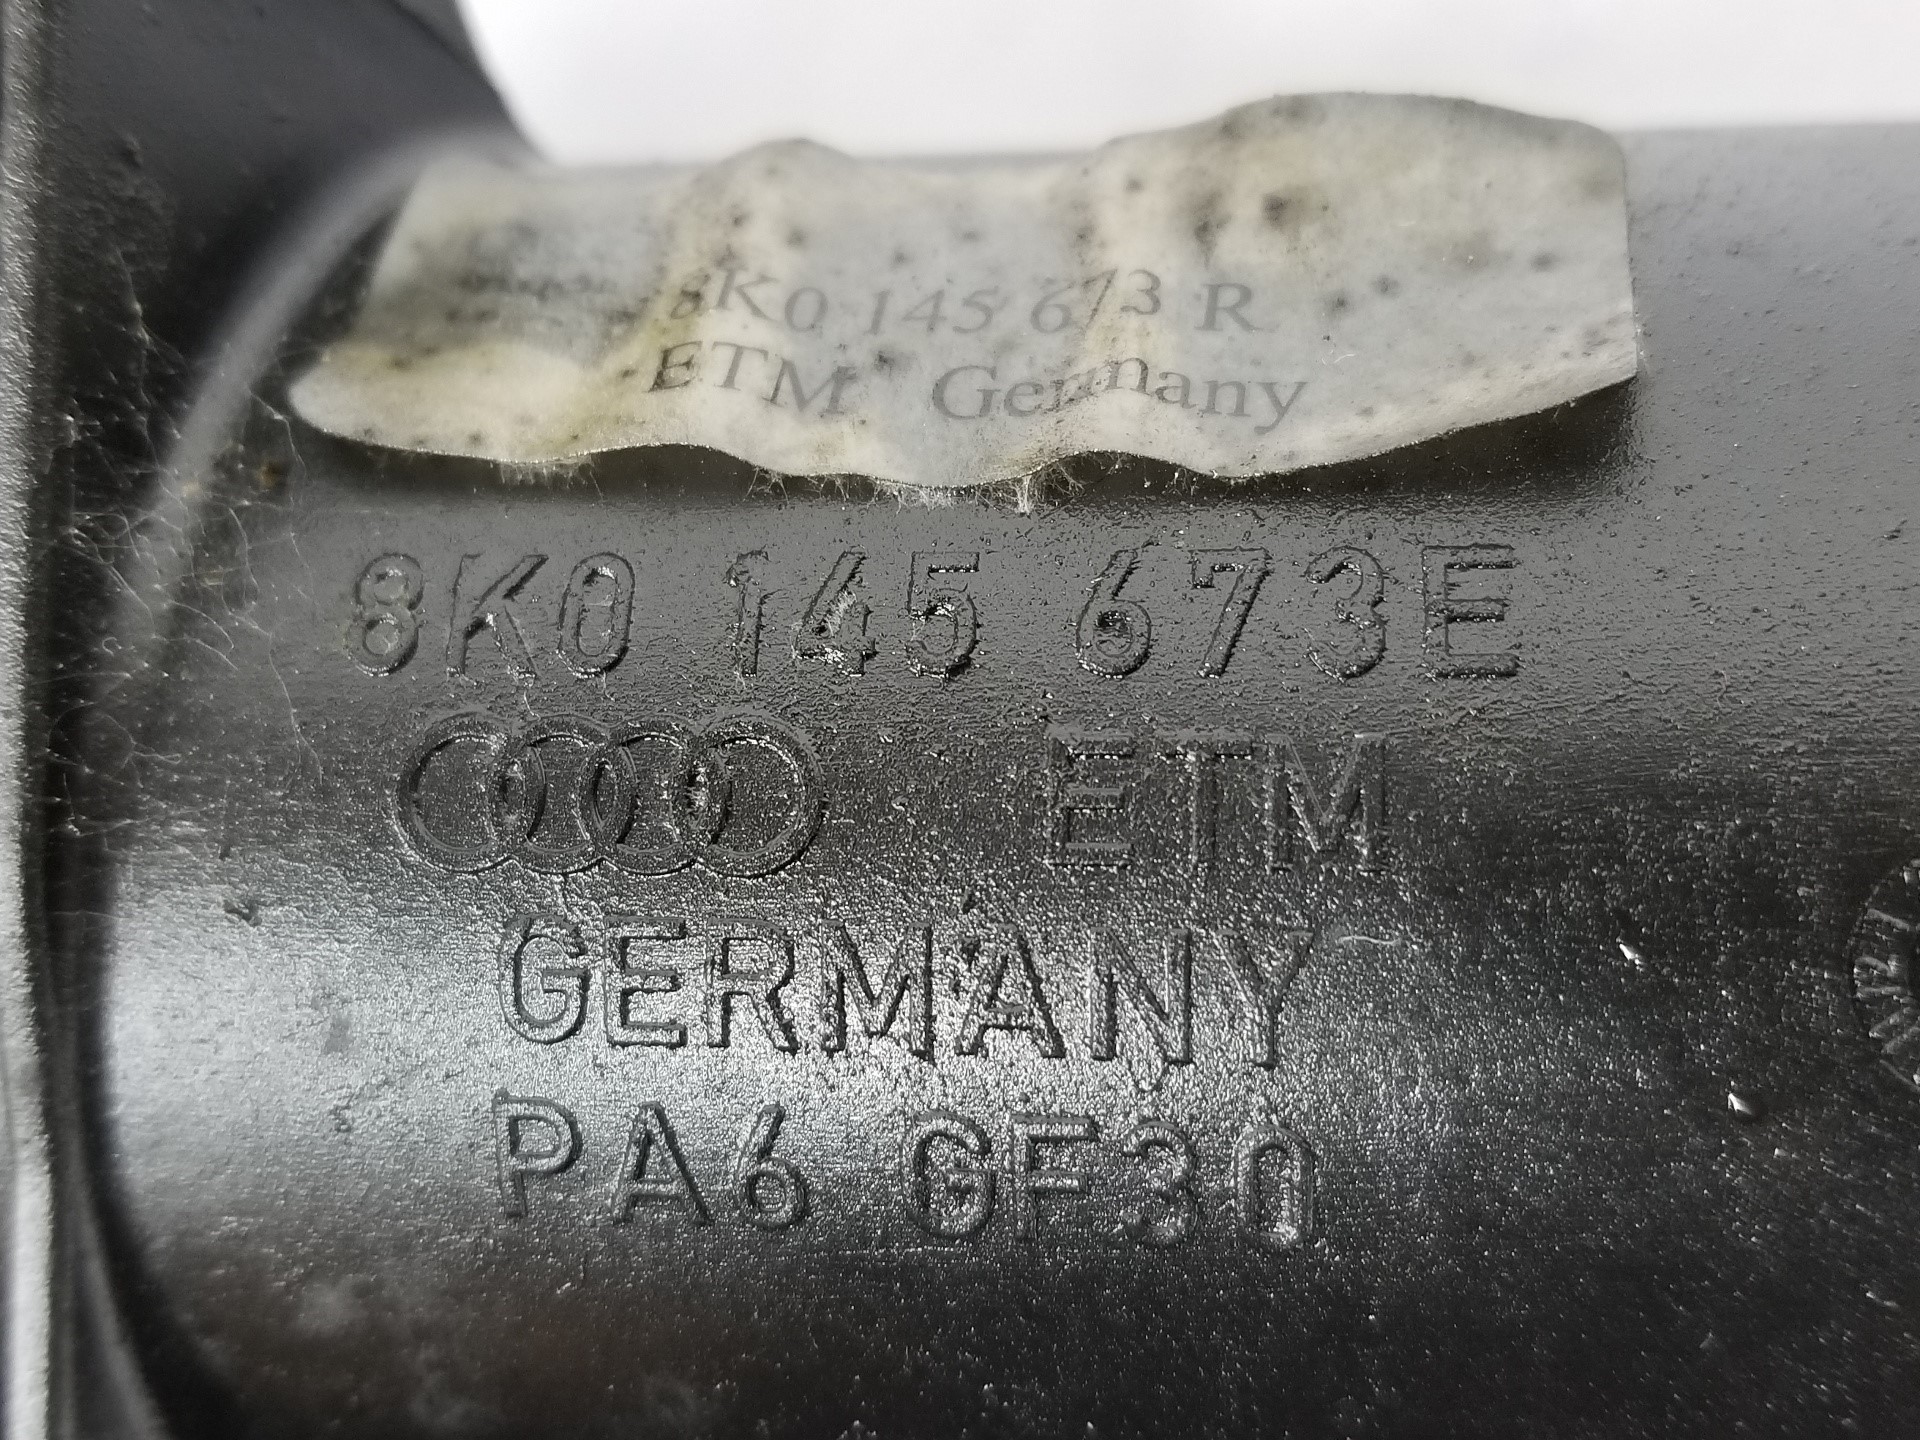 8K0 145 673 R
ETM Germany
8K0 145 673E
ETM
GERMANY
PA6 GF30